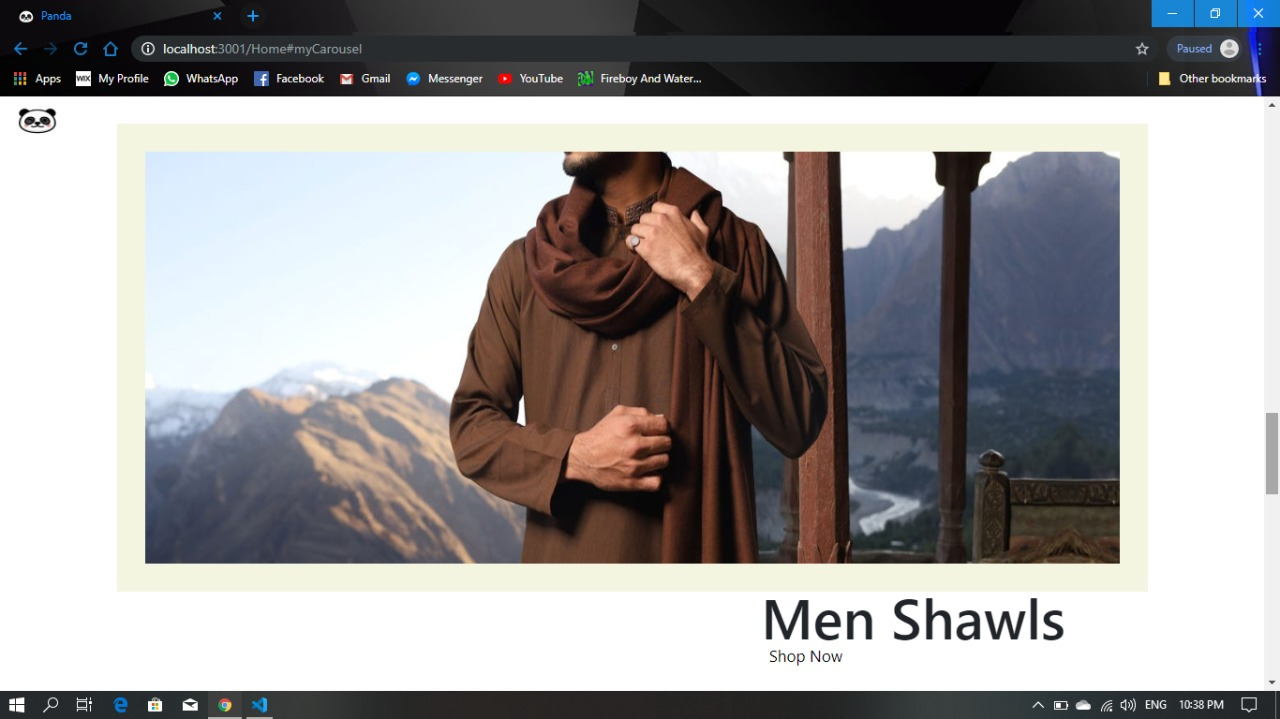 Panda
localhost:3001/Home#myCarousel
Paused
Apps
WIX My Profile
WhatsApp
Facebook
Gmail
Messenger
YouTube
Fireboy And Water...
Other bookmarks
Men Shawls
Shop Now
ENG
10:38 PM